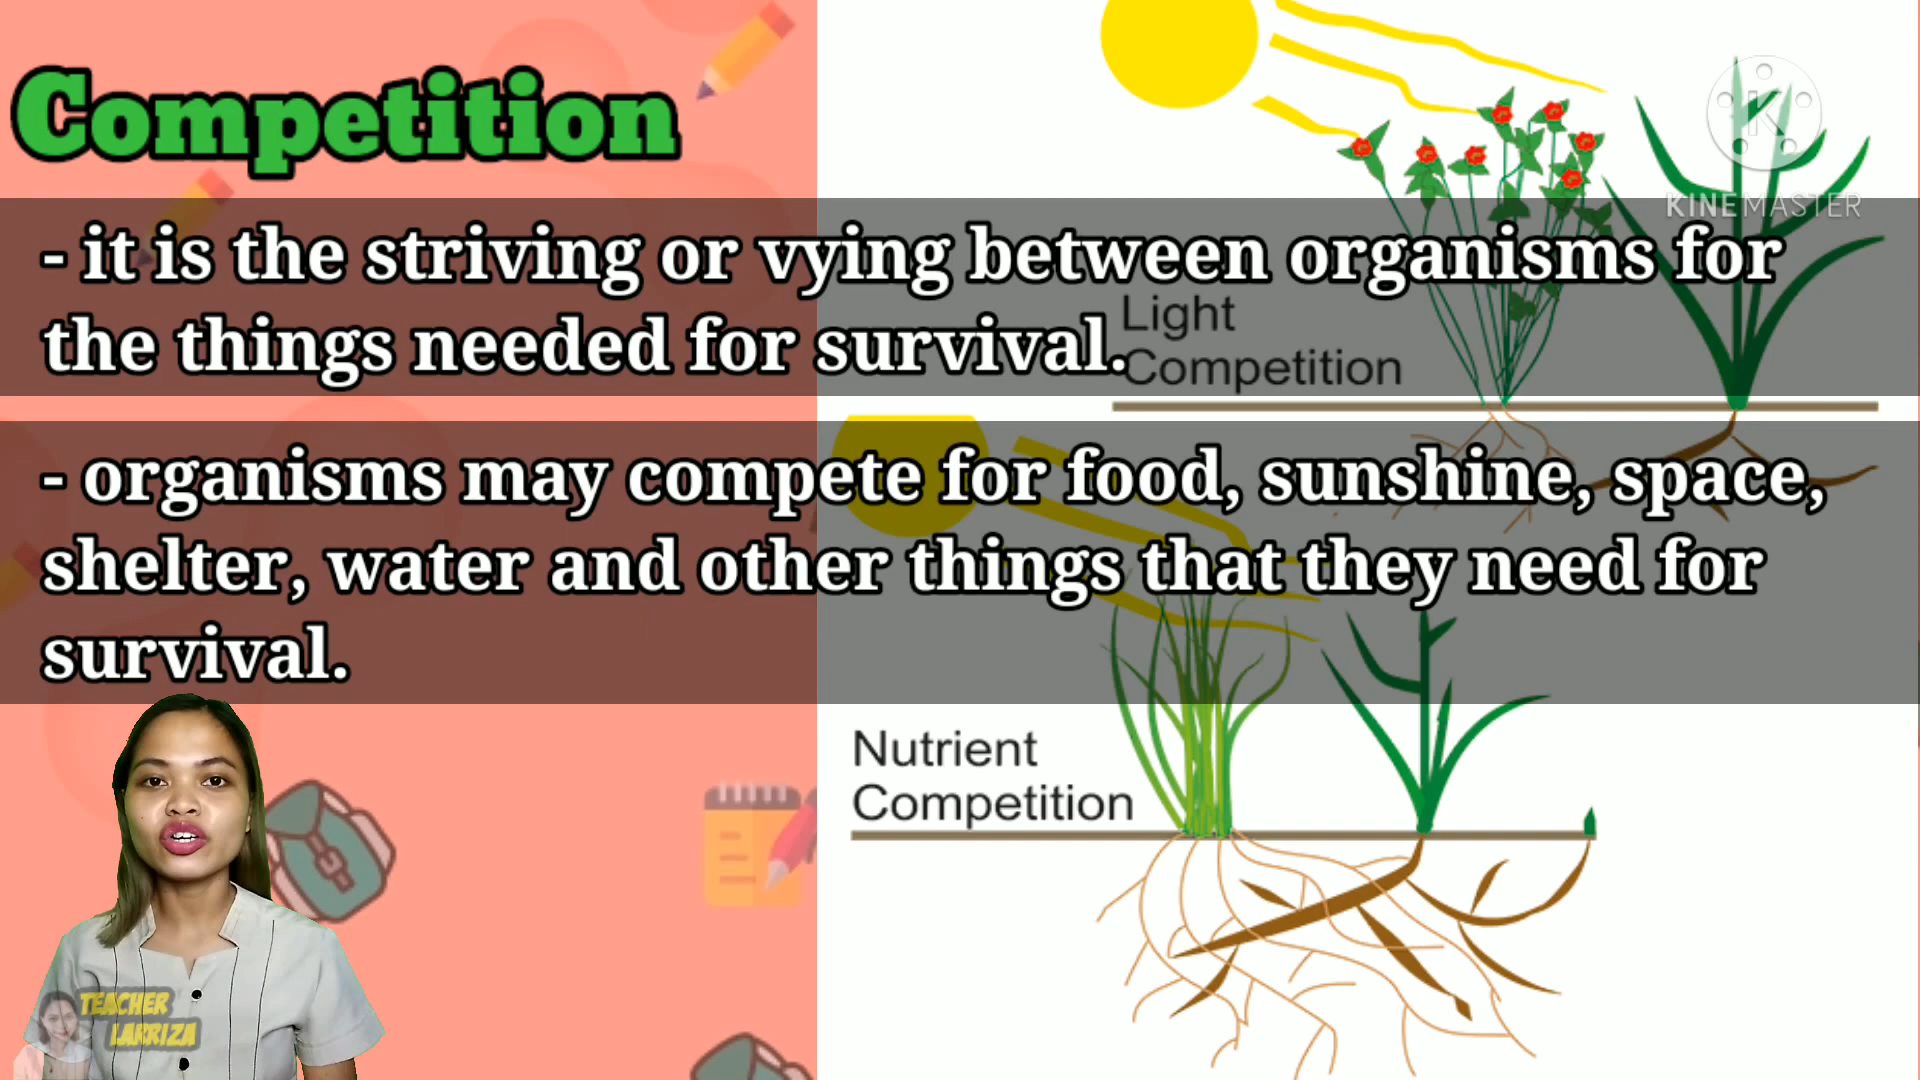 Competition
KINEMASTER
- it is the striving or vying between organisms for
the things needed for survival.
Light
Competition
- organisms may compete for food, sunshine, space,
shelter, water and other things that they need for
survival.
Nutrient
Competition
TEACHER
LARRIZA